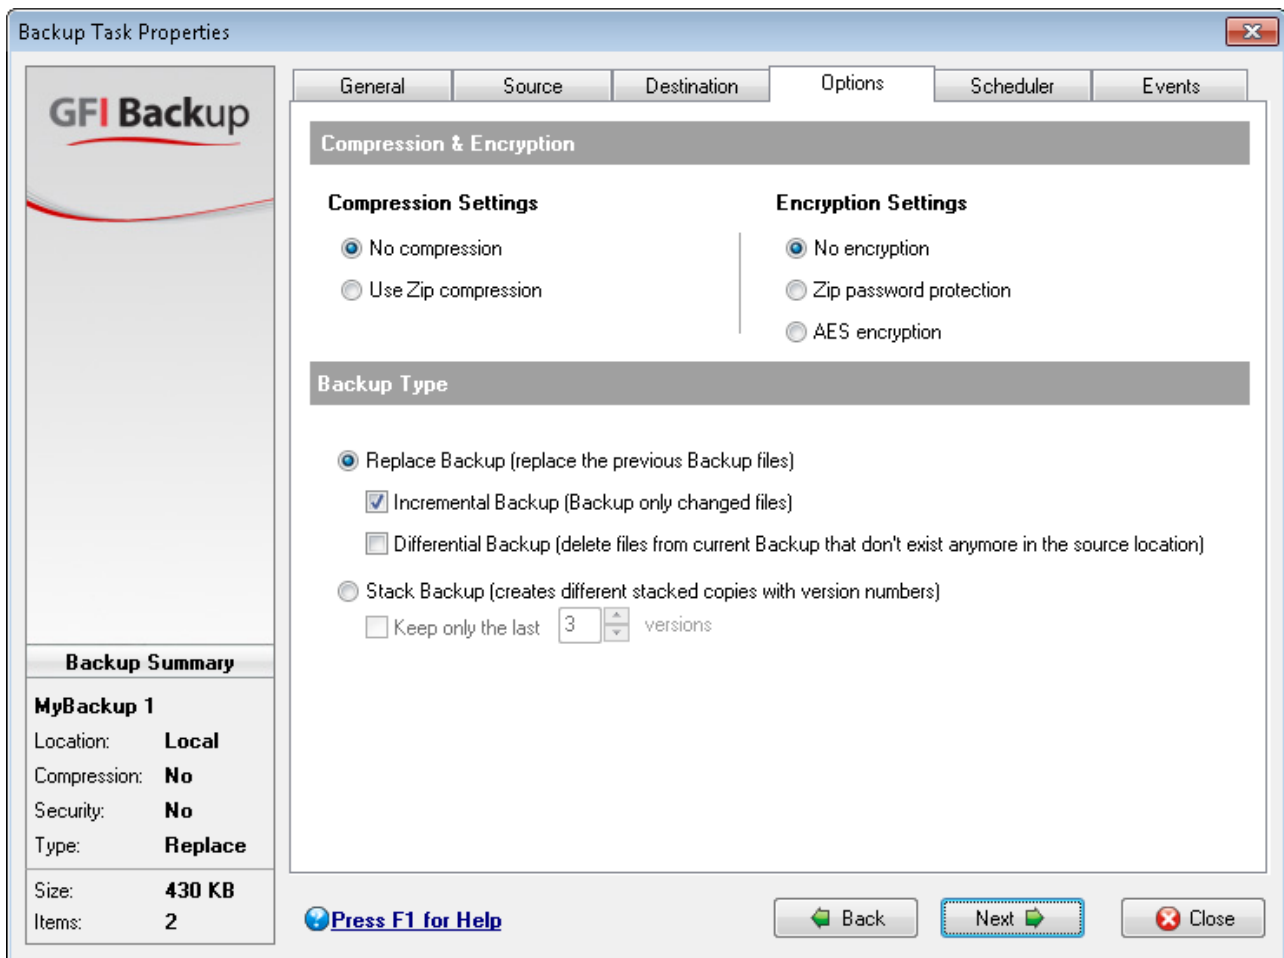 Backup Task Properties
GFI Backup
General
Source
Destination
Options
Scheduler
Events
Compression & Encryption
Compression Settings
No compression
Use Zip compression
Encryption Settings
No encryption
Zip password protection
AES encryption
Backup Type
Replace Backup (replace the previous Backup files)
Incremental Backup (Backup only changed files)
Differential Backup (delete files from current Backup that don't exist anymore in the source location)
Stack Backup (creates different stacked copies with version numbers)
Keep only the last 3 versions
Backup Summary
MyBackup 1
Location: Local
Compression: No
Security: No
Type: Replace
Size: 430 KB
Items: 2
Press F1 for Help
Back
Next
Close